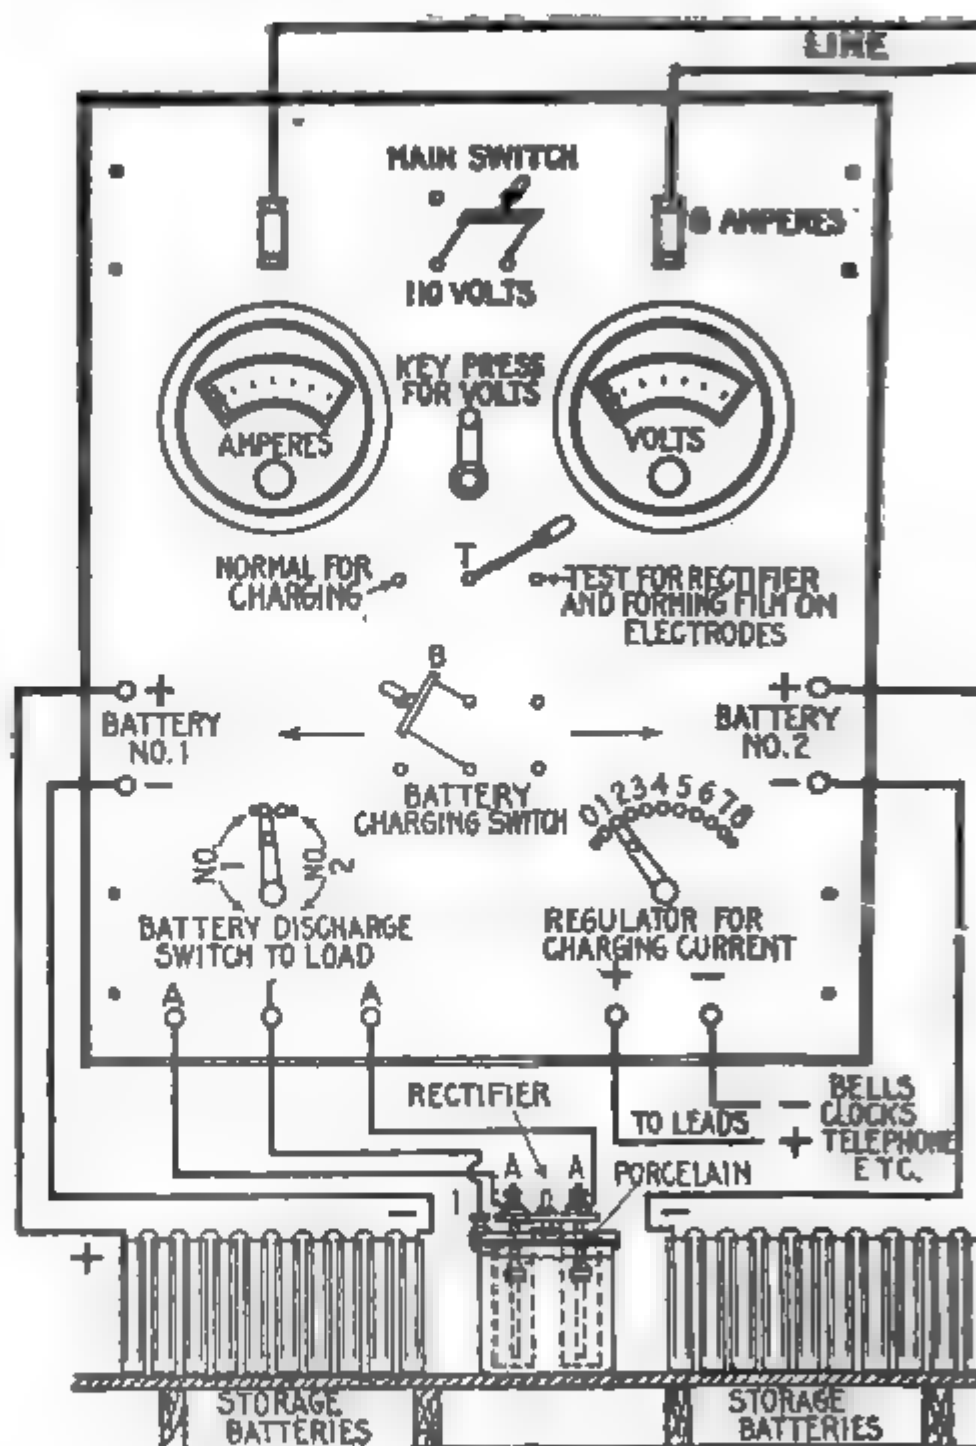 LINE
MAIN SWITCH
6 AMPERES
110 VOLTS
KEY PRESS
FOR VOLTS
AMPERES
VOLTS
T
NORMAL FOR
CHARGING
TEST FOR RECTIFIER
AND FORMING FILM ON
ELECTRODES
B
+
BATTERY
NO. 1
-
+
BATTERY
NO. 2
-
BATTERY
CHARGING SWITCH
0 1 2 3 4 5 6 7 8
NO. 1
NO. 2
BATTERY DISCHARGE
SWITCH TO LOAD
REGULATOR FOR
CHARGING CURRENT
A
A
+
-
RECTIFIER
TO LEADS
-
+
BELLS
CLOCKS
TELEPHONE
ETC.
A
A
PORCELAIN
1
-
+
-
STORAGE
BATTERIES
STORAGE
BATTERIES